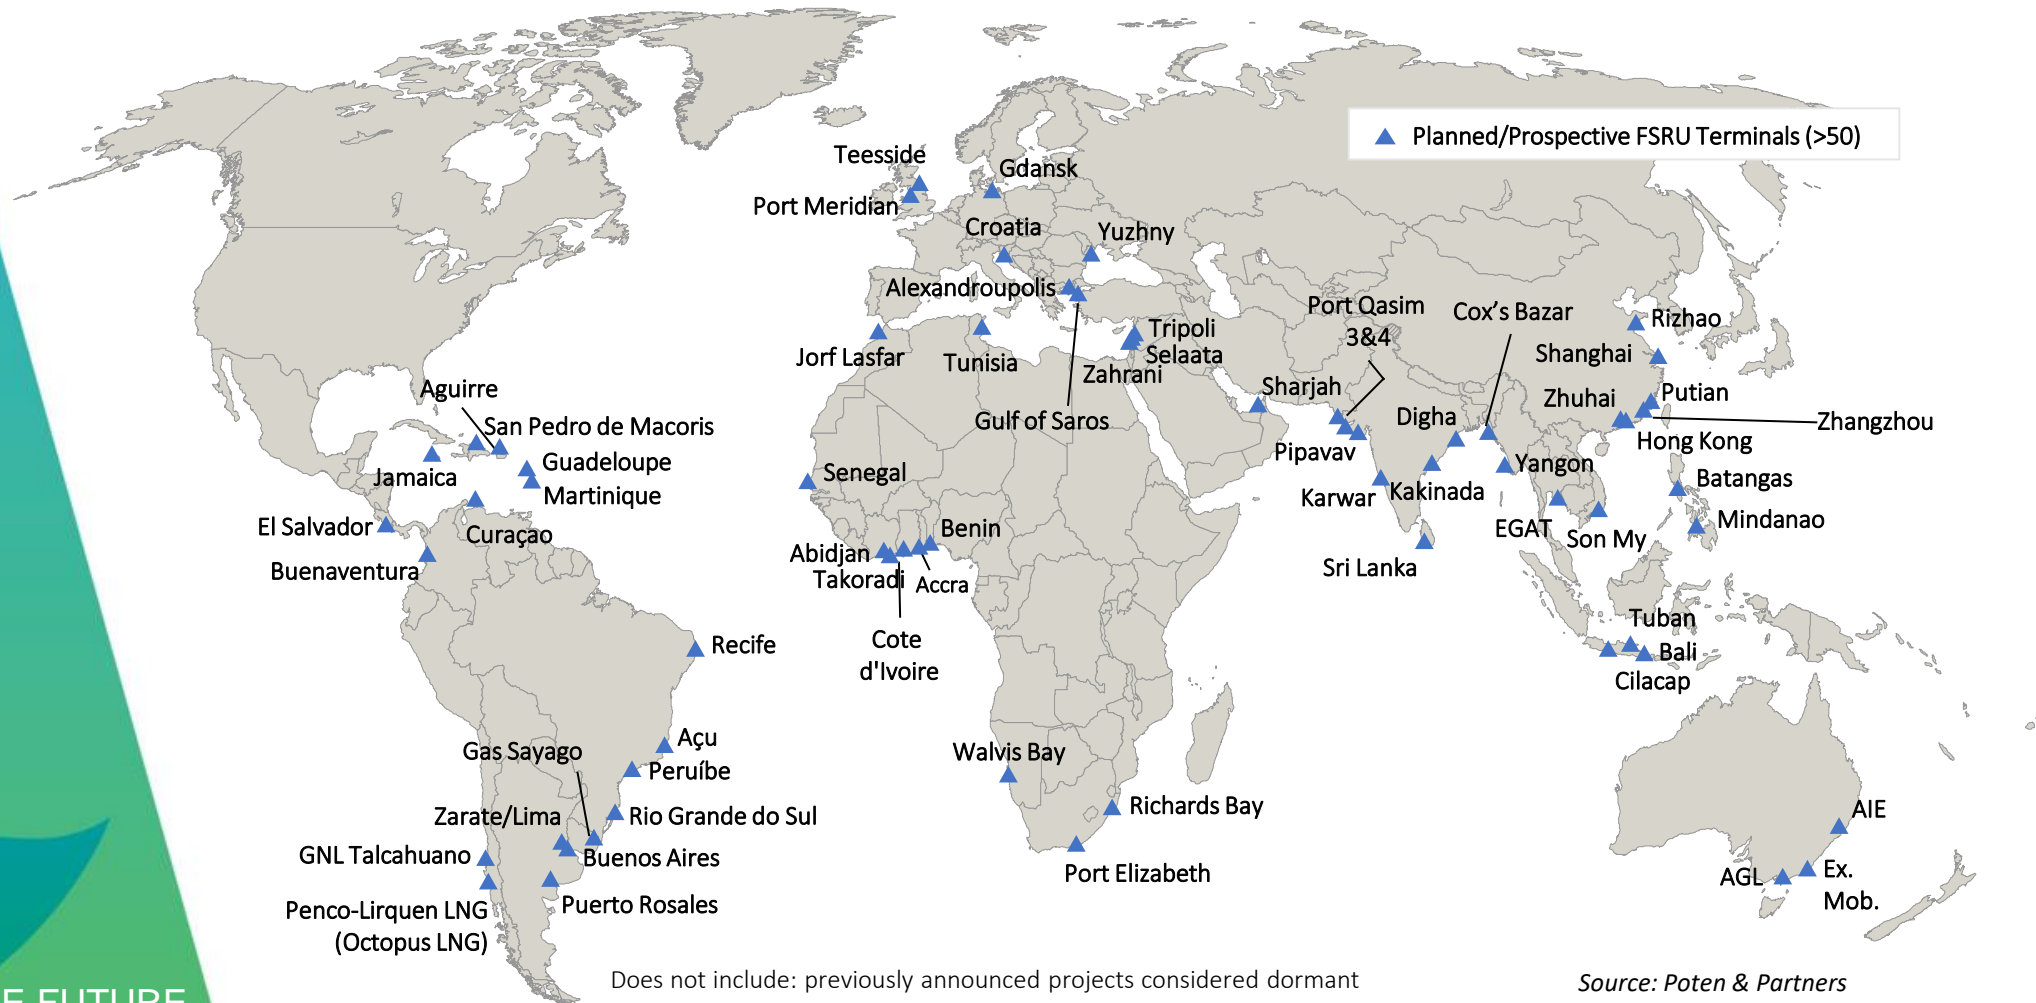 Planned/Prospective FSRU Terminals (>50)
Teesside
Gdansk
Port Meridian
Croatia
Yuzhny
Alexandroupolis
Port Qasim
3&4
Cox's Bazar
Rizhao
Tripoli
Jorf Lasfar
Tunisia
Selaata
Shanghai
Zahrani
Aguirre
Sharjah
Zhuhai
Putian
San Pedro de Macoris
Gulf of Saros
Digha
Zhangzhou
Hong Kong
Pipavav
Guadeloupe
Jamaica
Senegal
Yangon
Batangas
Martinique
Karwar
Kakinada
El Salvador
Curaçao
Benin
EGAT
Son My
Mindanao
Buenaventura
Abidjan
Takoradi
Accra
Sri Lanka
Cote
d'Ivoire
Tuban
Recife
Bali
Cilacap
Açu
Gas Sayago
Peruíbe
Walvis Bay
Zarate/Lima
Rio Grande do Sul
Richards Bay
AIE
GNL Talcahuano
Buenos Aires
Port Elizabeth
AGL
Ex.
Mob.
Penco-Lirquen LNG
(Octopus LNG)
Puerto Rosales
Does not include: previously announced projects considered dormant
Source: Poten & Partners
FUTURE